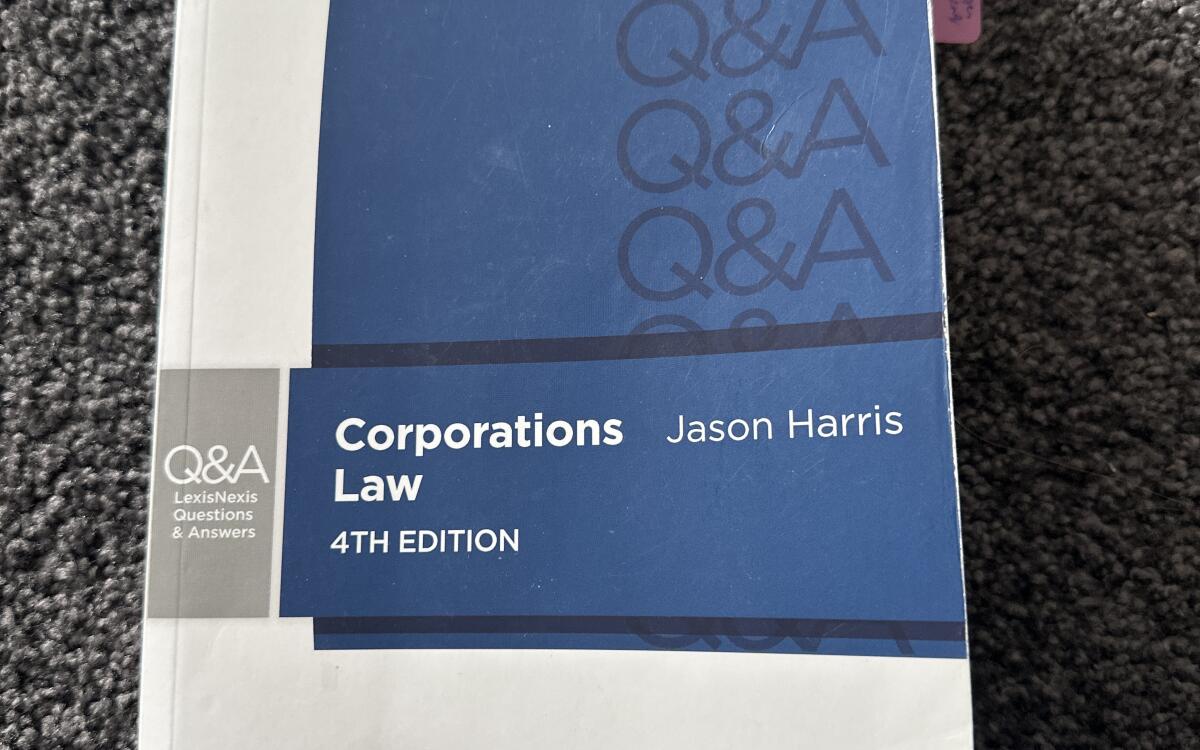 Q&A
Q&A
Q&A
Q&A
Corporations
Law
Jason Harris
4TH EDITION
Q&A
LexisNexis
Questions
& Answers